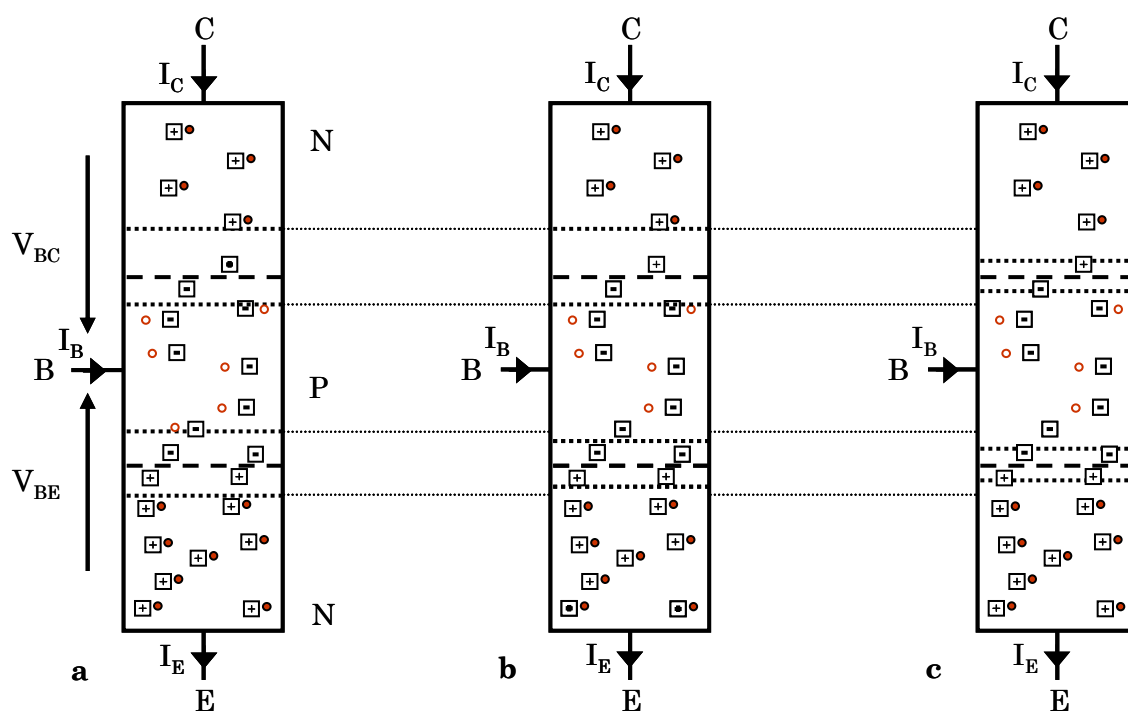 C C C
I_C I_C I_C
N
V_BC
I_B I_B I_B
B B B
P
V_BE
N
I_E I_E I_E
a b c
E E E